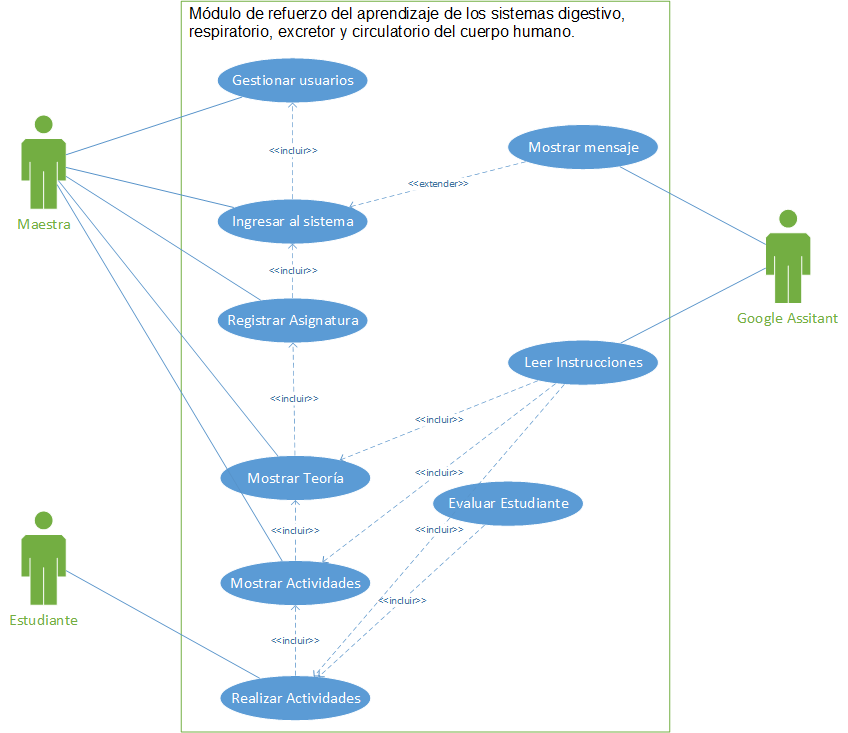 Módulo de refuerzo del aprendizaje de los sistemas digestivo,
respiratorio, excretor y circulatorio del cuerpo humano.
Gestionar usuarios
<<incluir>>
Mostrar mensaje
<<extender>>
Maestra
Ingresar al sistema
<<incluir>>
Registrar Asignatura
Google Assitant
Leer Instrucciones
<<incluir>>
<<incluir>>
<<incluir>>
Mostrar Teoría
Evaluar Estudiante
<<incluir>>
<<incluir>>
Mostrar Actividades
<<incluir>>
Estudiante
<<incluir>>
Realizar Actividades